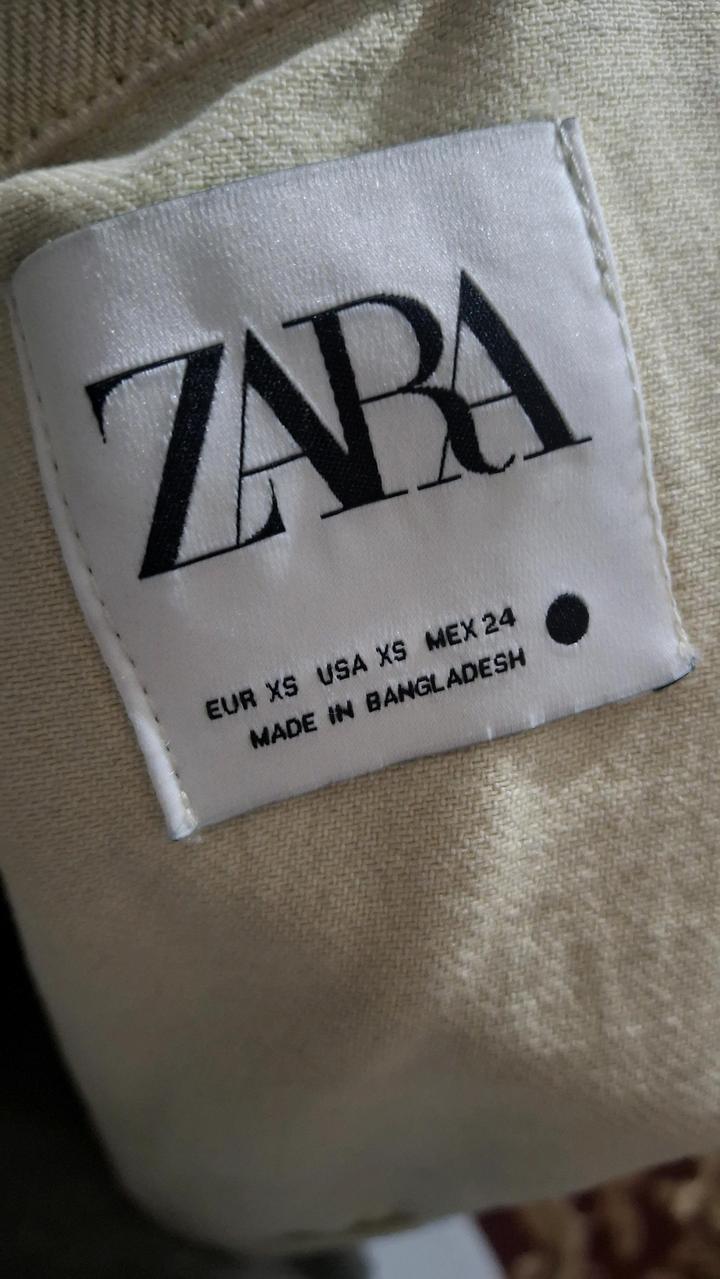 ZARA
EUR XS USA XS MEX 24
MADE IN BANGLADESH